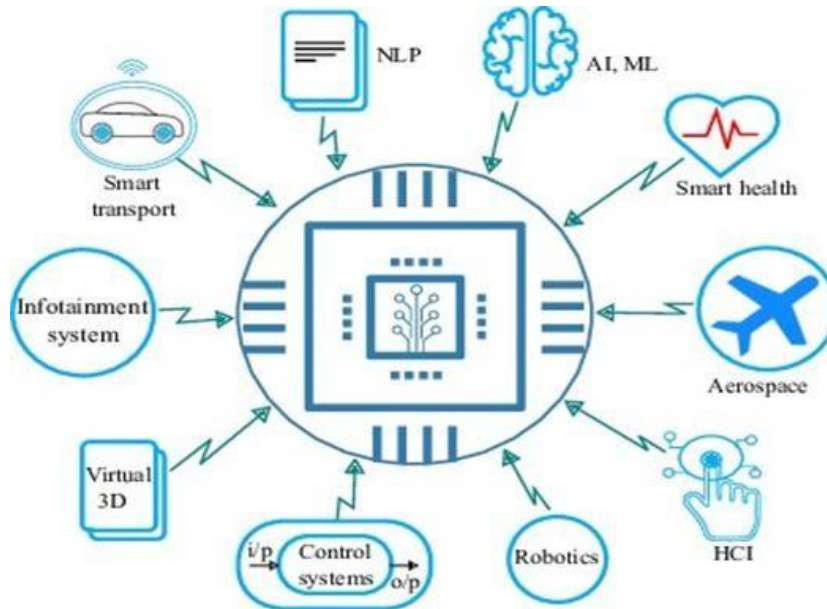 NLP
AI, ML
Smart
transport
Smart health
Infotainment
system
Aerospace
Virtual
3D
i/p
Control
systems
o/p
Robotics
HCI